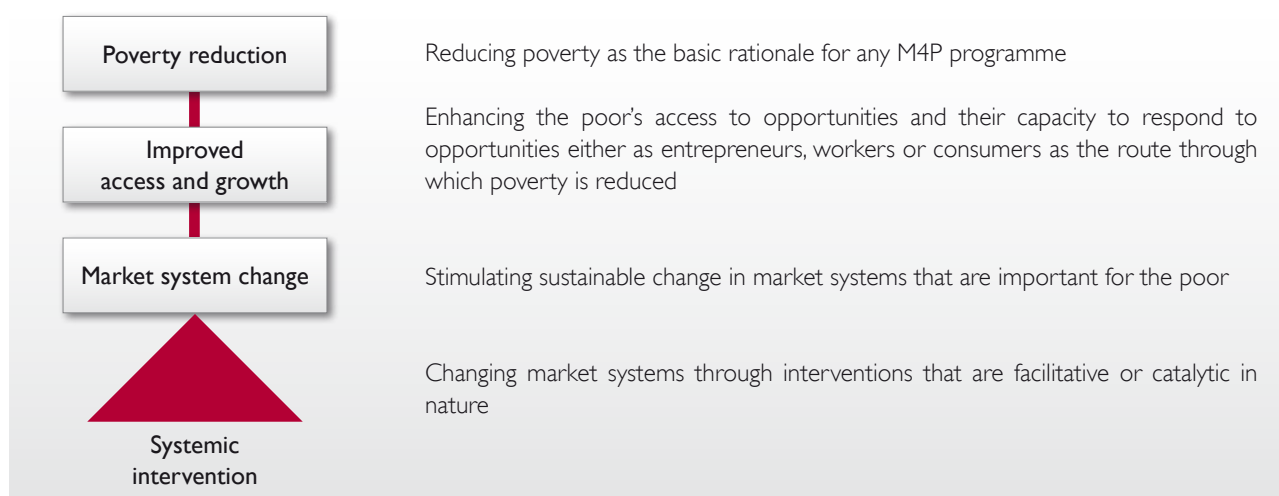 Poverty reduction
Reducing poverty as the basic rationale for any M4P programme
Improved
access and growth
Enhancing the poor's access to opportunities and their capacity to respond to
opportunities either as entrepreneurs, workers or consumers as the route through
which poverty is reduced
Market system change
Stimulating sustainable change in market systems that are important for the poor
Systemic
intervention
Changing market systems through interventions that are facilitative or catalytic in
nature